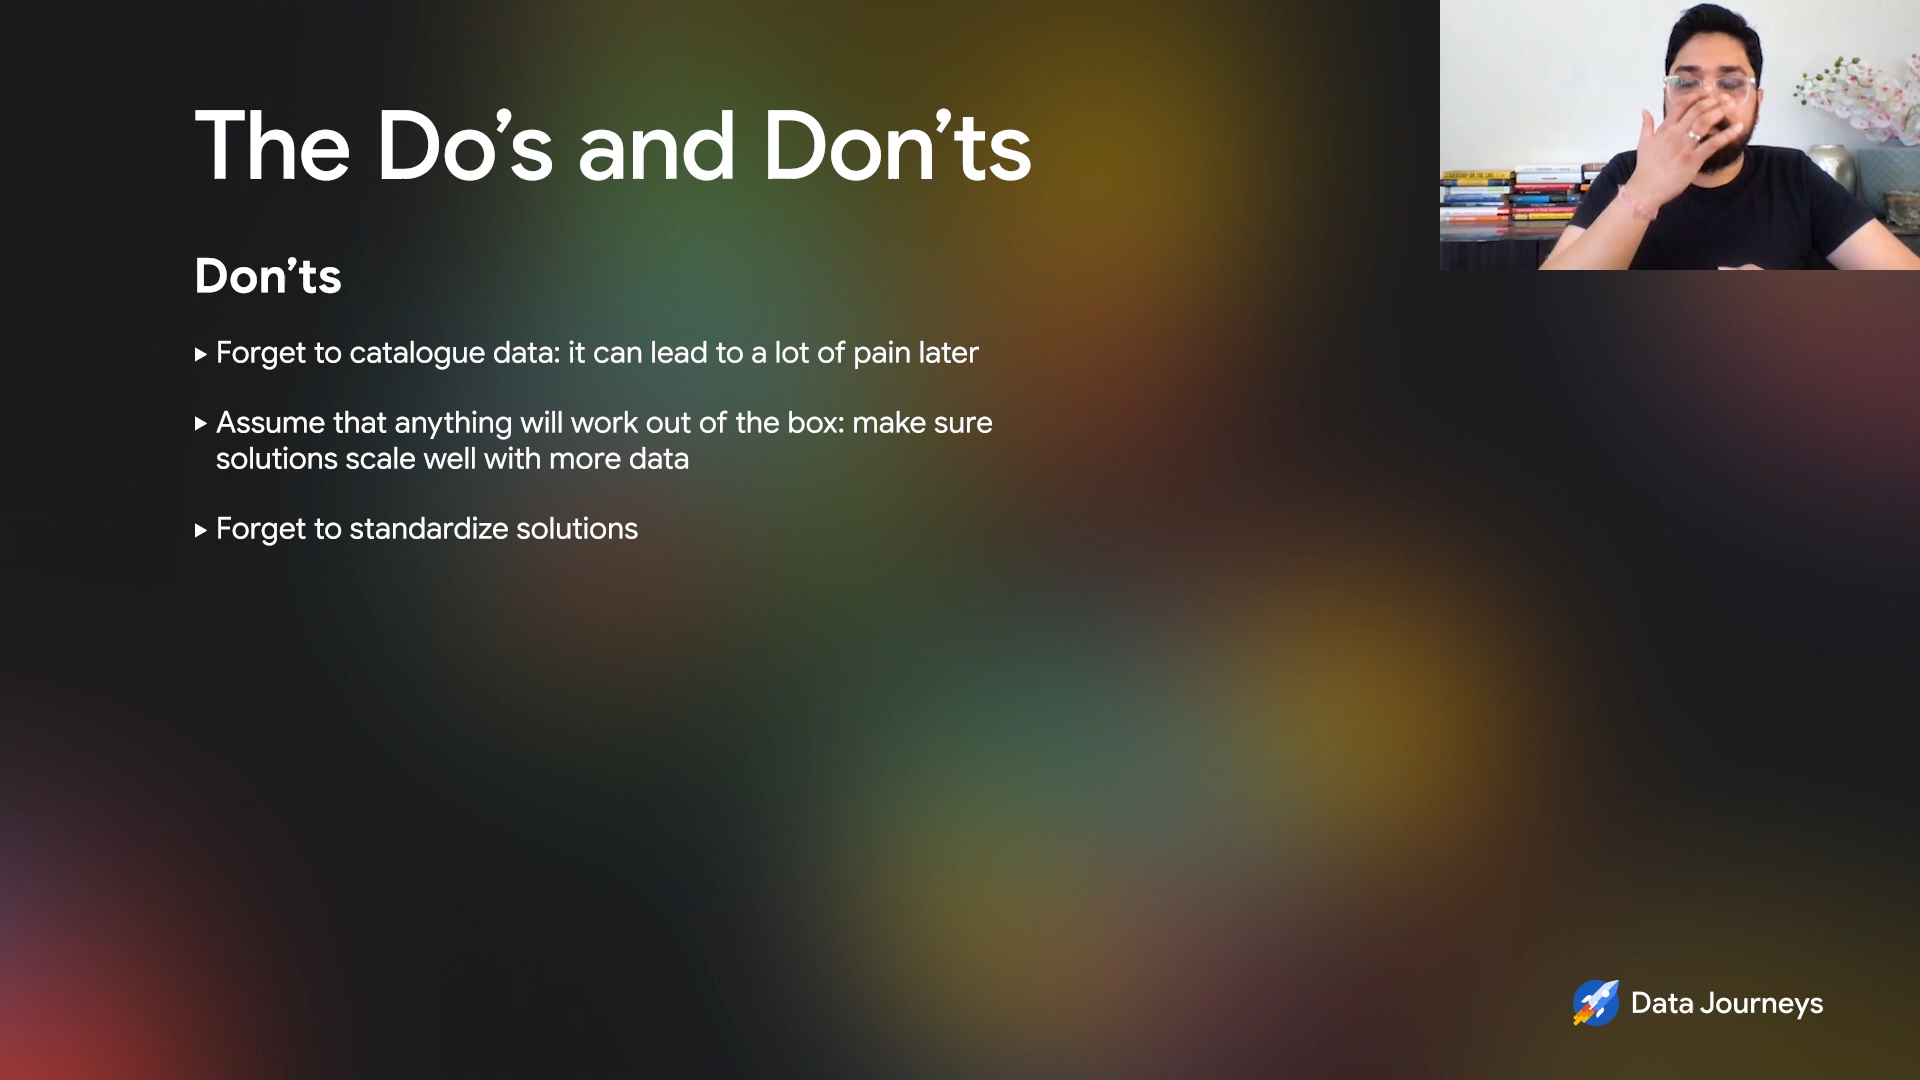 The Do’s and Don’ts
Don’ts
▸ Forget to catalogue data: it can lead to a lot of pain later
▸ Assume that anything will work out of the box: make sure
solutions scale well with more data
▸ Forget to standardize solutions
Data Journeys